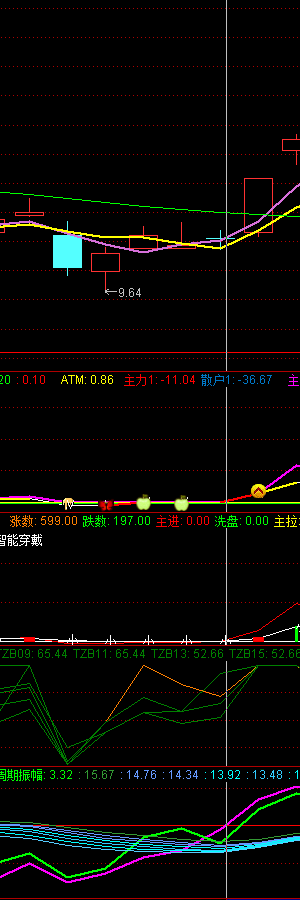 9.64
20 : 0.10 ATM: 0.86 主力1: -11.04 散户1: -36.67 主
涨数: 599.00 跌数: 197.00 主进: 0.00 洗盘: 0.00 主拉
智能穿戴
TZB09: 65.44 TZB11: 65.44 TZB13: 52.66 TZB15: 52.66
周期振幅: 3.32 : 15.67 : 14.76 : 14.34 : 13.92 : 13.48 : 1